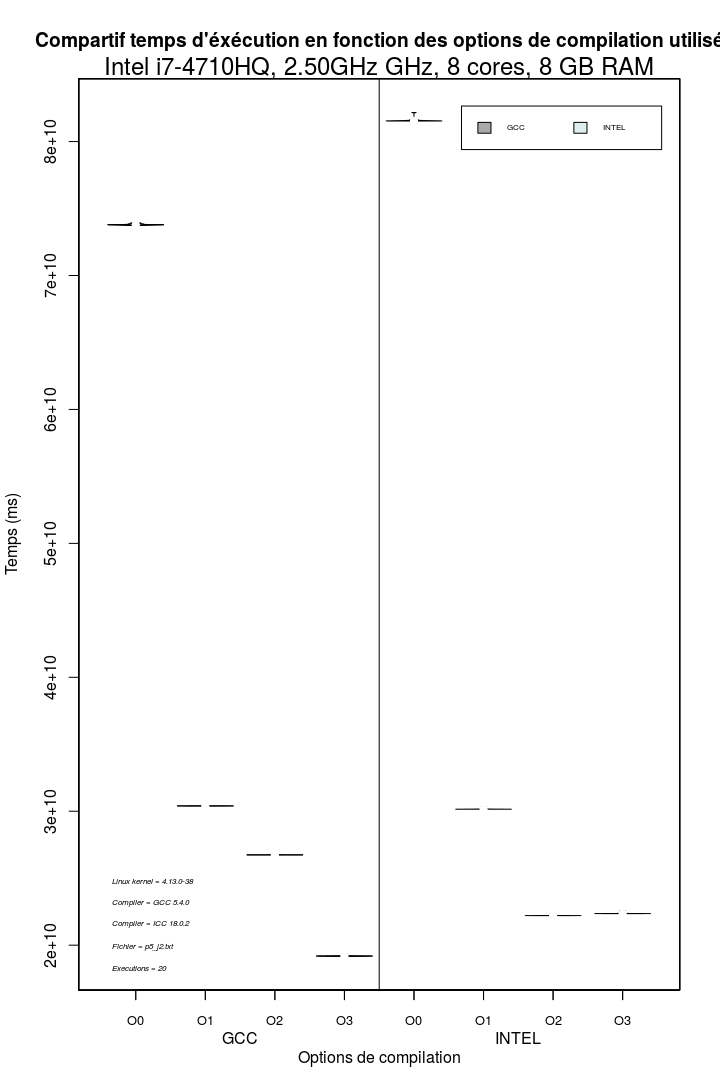 Compartif temps d'éxécution en fonction des options de compilation utilisé
Intel i7-4710HQ, 2.50GHz GHz, 8 cores, 8 GB RAM
GCC
INTEL
8e+10
7e+10
6e+10
5e+10
4e+10
3e+10
2e+10
Temps (ms)
Linux kernel = 4.13.0-38
Compiler = GCC 5.4.0
Compiler = ICC 18.0.2
Fichier = p5_j2.txt
Executions = 20
O0 O1 O2 O3 O0 O1 O2 O3
GCC INTEL
Options de compilation